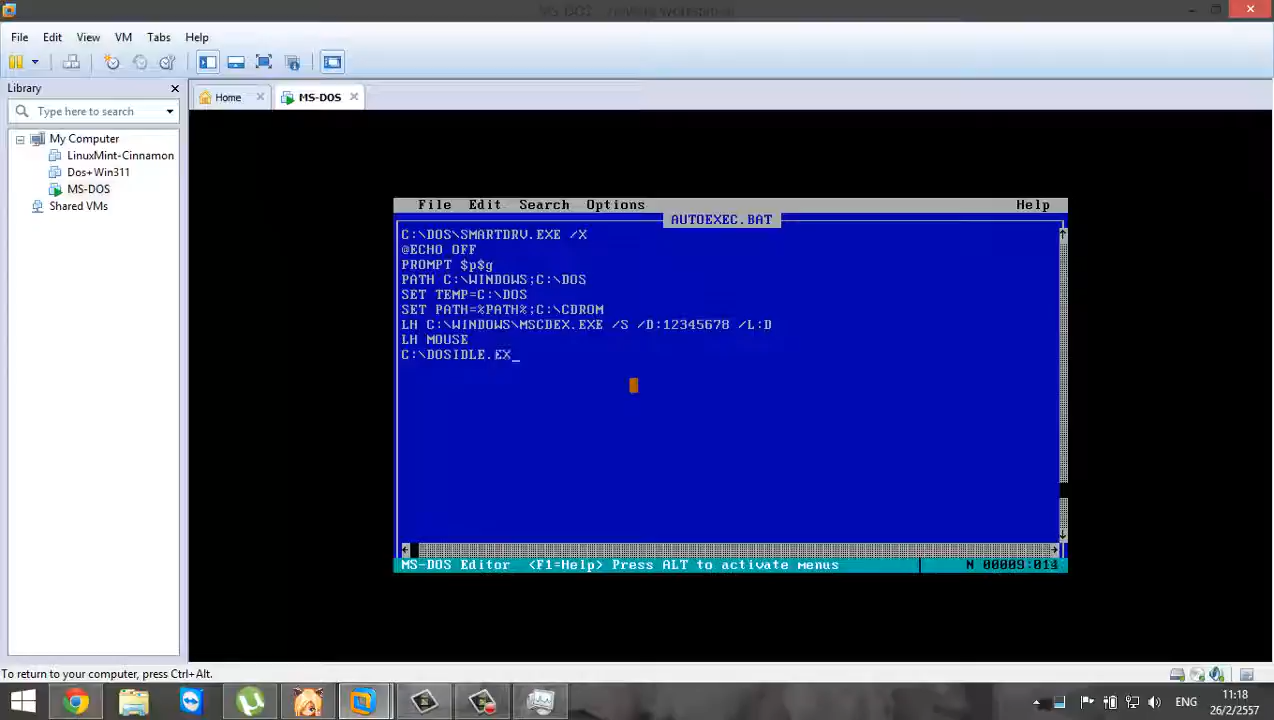 File Edit View VM Tabs Help
Library
Type here to search
My Computer
LinuxMint-Cinnamon
Dos+Win311
MS-DOS
Shared VMs
Home
MS-DOS
File Edit Search Options Help
AUTOEXEC.BAT
C:\DOS\SMARTDRV.EXE /X
@ECHO OFF
PROMPT $p$g
PATH C:\WINDOWS;C:\DOS
SET TEMP=C:\DOS
SET PATH=%PATH%;C:\CDROM
LH C:\WINDOWS\MSCDEX.EXE /S /D:12345678 /L:D
LH MOUSE
C:\DOSIDLE.EX_
MS-DOS Editor <F1=Help> Press ALT to activate menus
N 00009:014
To return to your computer, press Ctrl+Alt.
ENG
11:18
26/2/2557